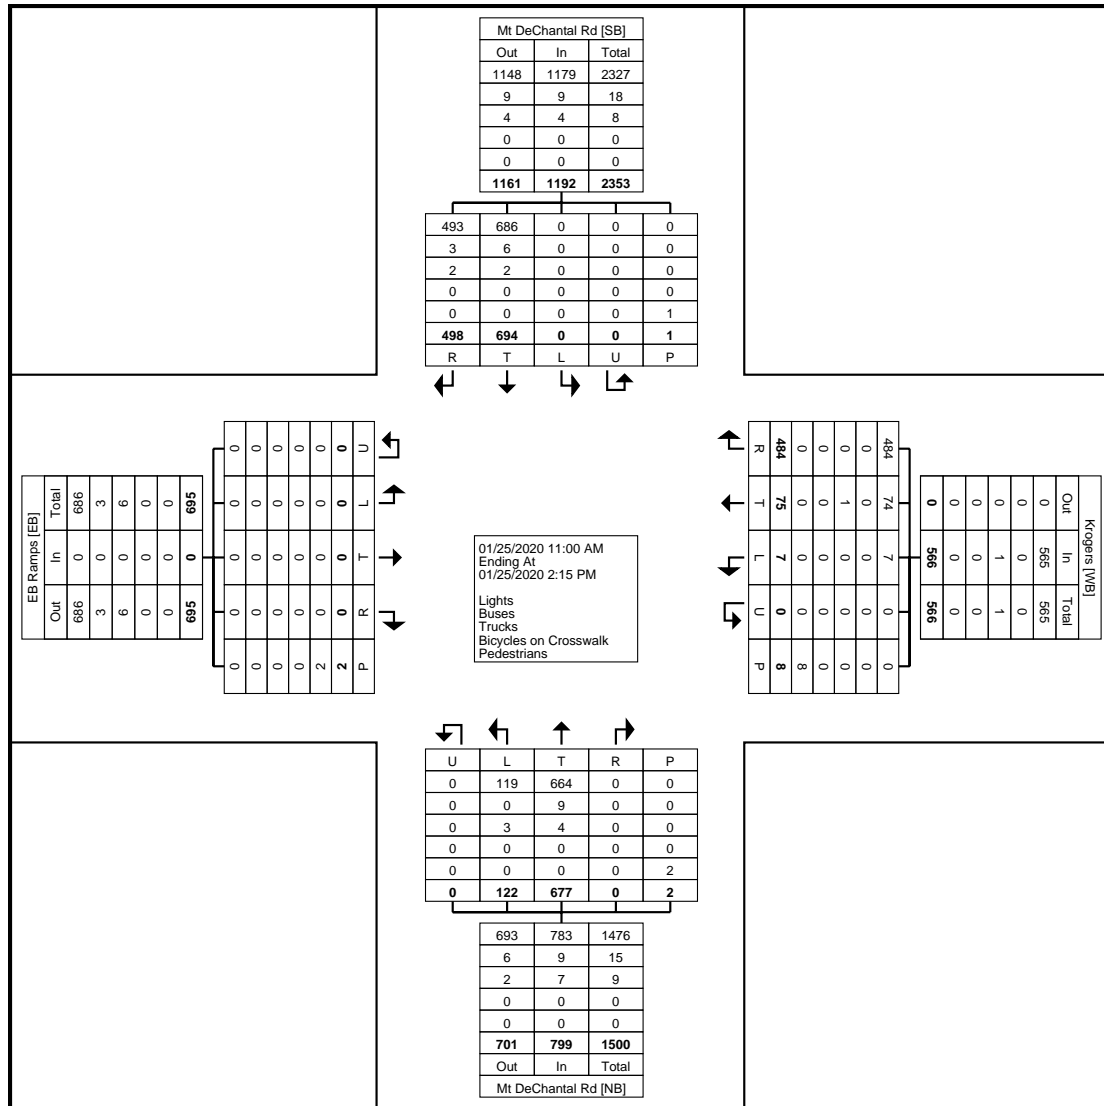 Mt DeChantal Rd [SB]
Out In Total
1148 1179 2327
9 9 18
4 4 8
0 0 0
0 0 0
1161 1192 2353
493 686 0 0 0
3 6 0 0 0
2 2 0 0 0
0 0 0 0 0
0 0 0 0 1
498 694 0 0 1
R T L U P
EB Ramps [EB]
Out In Total
686 0 686
3 0 3
6 0 6
0 0 0
0 0 0
695 0 695
0 0 0 0 0
0 0 0 0 0
0 0 0 0 0
0 0 0 0 0
2 0 0 0 0
2 0 0 0 0
P R T L U
01/25/2020 11:00 AM
Ending At
01/25/2020 2:15 PM
Lights
Buses
Trucks
Bicycles on Crosswalk
Pedestrians
Krogers [WB]
Out In Total
0 565 565
0 0 0
0 1 1
0 0 0
0 0 0
0 566 566
484 74 7 0 0
0 0 0 0 0
0 1 0 0 0
0 0 0 0 0
0 0 0 0 8
484 75 7 0 8
R T L U P
U L T R P
0 119 664 0 0
0 0 9 0 0
0 3 4 0 0
0 0 0 0 0
0 0 0 0 2
0 122 677 0 2
693 783 1476
6 9 15
2 7 9
0 0 0
0 0 0
701 799 1500
Out In Total
Mt DeChantal Rd [NB]